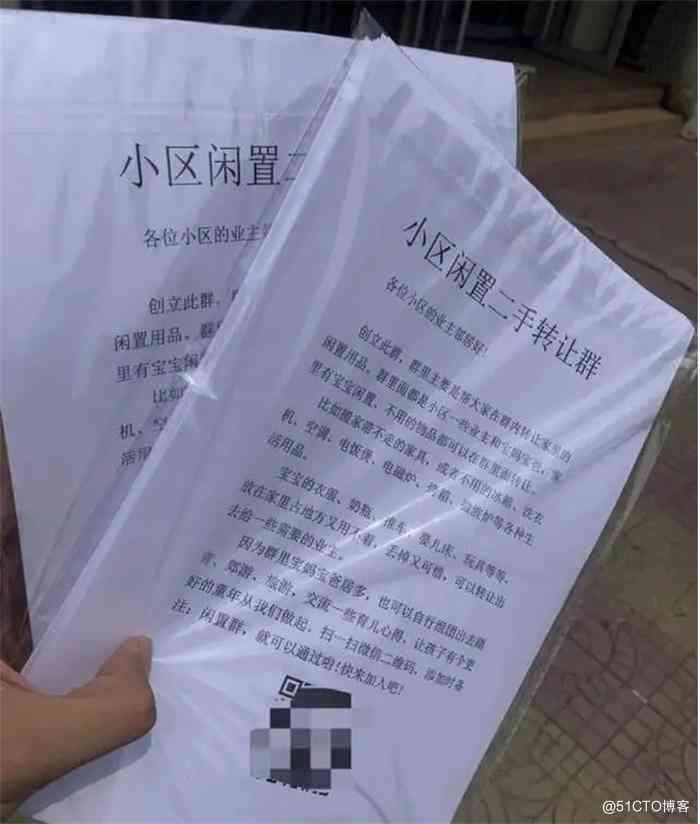 小区闲置二
各位小区的业主
创立此群，
闲置用品。群里
里有宝宝闲
比如
机、空
活用
小区闲置二手转让群
各位小区的业主邻居好！
创立此群，群里主要是帮大家在群内转让家里的
闲置用品。群里面都是小区一些业主和宝妈宝爸，家
里有宝宝闲置、不用的物品都可以在群里面转让。
比如搬家带不走的家具，或者不用的冰箱、洗衣
机、空调、电饭煲、电磁炉、烤箱、微波炉等各种生
活用品。
宝宝的衣服、奶瓶、推车、婴儿床、玩具等等，
放在家里占地方又用不着，丢掉又可惜，可以转让出
去给一些需要的业主。
因为群里宝妈宝爸居多，也可以自行组团出去踏
青、郊游、旅游，交流一些育儿心得，让孩子有个更
好的童年从我们做起。扫一扫微信二维码，添加时备
注：闲置群，就可以通过啦！快来加入吧！
@51CTO博客